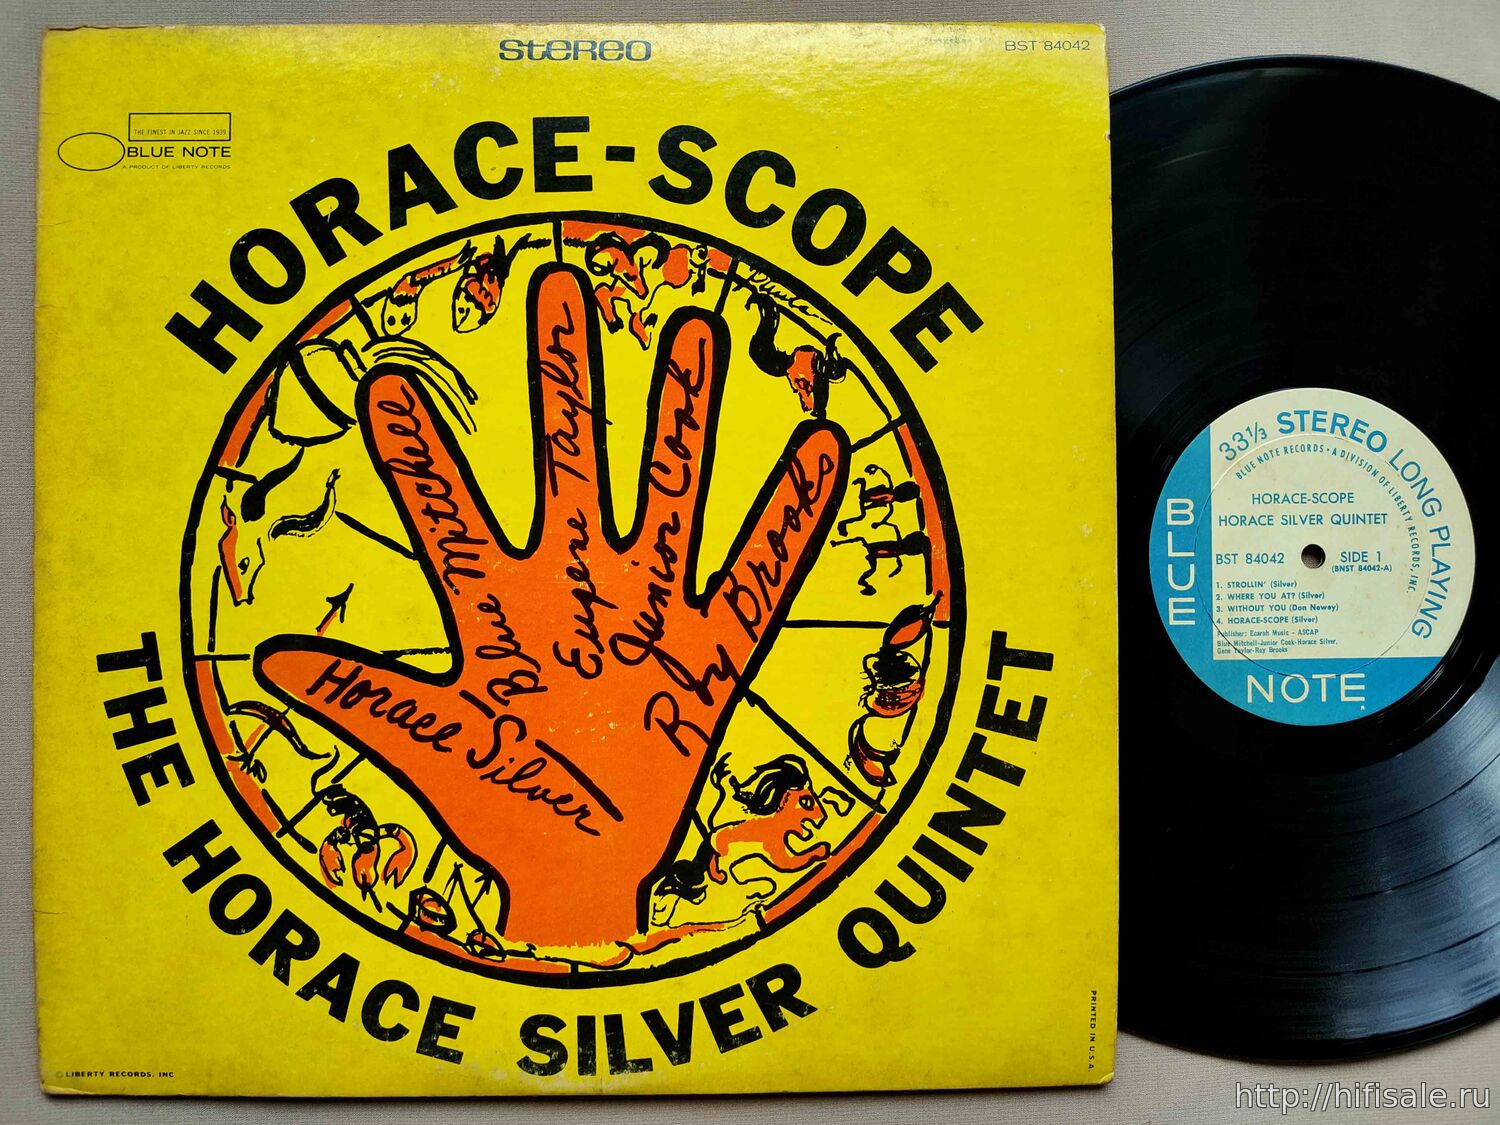 STEREO
BST 84042
THE FINEST IN JAZZ SINCE 1939
BLUE NOTE
A PRODUCT OF LIBERTY RECORDS
HORACE-SCOPE
Horace Silver
Blue Mitchell
Eugene Taylor
Junior Cook
Roy Brooks
THE HORACE SILVER QUINTET
© LIBERTY RECORDS, INC
PRINTED IN U.S.A.
33⅓ STEREO LONG PLAYING
BLUE NOTE RECORDS • A DIVISION OF LIBERTY RECORDS, INC.
HORACE-SCOPE
HORACE SILVER QUINTET
BST 84042
SIDE 1
(BNST 84042-A)
1. STROLLIN' (Silver)
2. WHERE YOU AT? (Silver)
3. WITHOUT YOU (Don Newey)
4. HORACE-SCOPE (Silver)
Publisher: Ecaroh Music - ASCAP
Blue Mitchell-Junior Cook-Horace Silver,
Gene Taylor-Roy Brooks
BLUE
NOTE
http://hifisale.ru